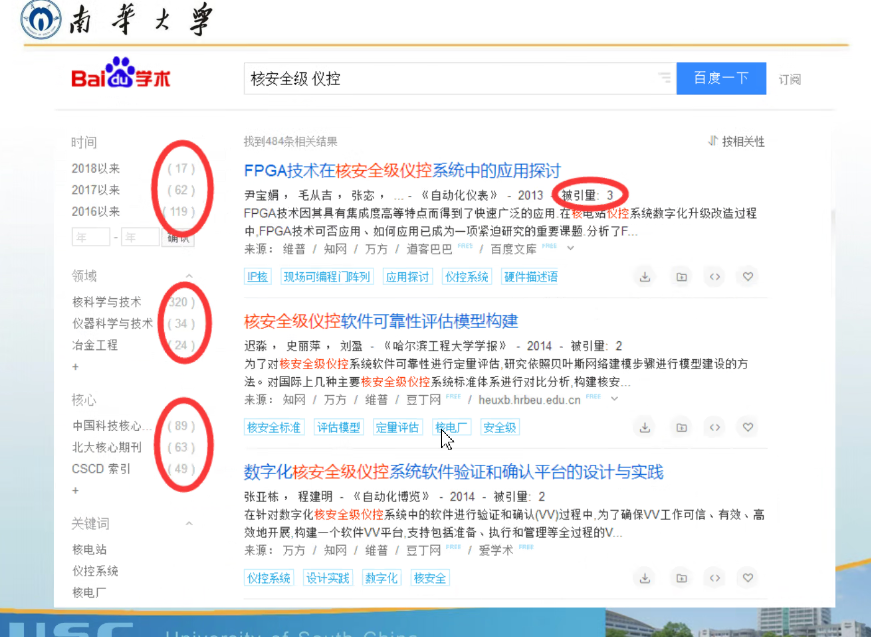 南华大学
Bai du 学术
核安全级 仪控
百度一下
订阅
时间
2018以来 (17)
2017以来 (62)
2016以来 (119)
年 - 年 确认
领域
核科学与技术 (320)
仪器科学与技术 (34)
冶金工程 (24)
+
核心
中国科技核心... (89)
北大核心期刊 (63)
CSCD 索引 (49)
+
关键词
核电站
仪控系统
核电厂
找到484条相关结果
按相关性
FPGA技术在核安全级仪控系统中的应用探讨
尹宝娟，毛从吉，张宓，... - 《自动化仪表》 - 2013 - 被引量: 3
FPGA技术因其具有集成度高等特点而得到了快速广泛的应用.在核电站仪控系统数字化升级改造过程
中,FPGA技术可否应用、如何应用已成为一项紧迫研究的重要课题.分析了F...
来源: 维普 / 知网 / 万方 / 道客巴巴 FREE / 百度文库 FREE
IP核 现场可编程门阵列 应用探讨 仪控系统 硬件描述语
核安全级仪控软件可靠性评估模型构建
迟淼，史丽萍，刘盈 - 《哈尔滨工程大学学报》 - 2014 - 被引量: 2
为了对核安全级仪控系统软件可靠性进行定量评估,研究依照贝叶斯网络建模步骤进行模型建设的方
法。对国际上几种主要核安全级仪控系统标准体系进行对比分析,构建核安...
来源: 知网 / 万方 / 维普 / 豆丁网 FREE / heuxb.hrbeu.edu.cn FREE
核安全标准 评估模型 定量评估 核电厂 安全级
数字化核安全级仪控系统软件验证和确认平台的设计与实践
张亚栋，程建明 - 《自动化博览》 - 2014 - 被引量: 2
在针对数字化核安全级仪控系统中的软件进行验证和确认(VV)过程中,为了确保VV工作可信、有效、高
效地开展,构建一个软件VV平台,支持包括准备、执行和管理等全过程的V...
来源: 万方 / 知网 / 维普 / 豆丁网 FREE / 爱学术 FREE
仪控系统 设计实践 数字化 核安全
USC University of South China